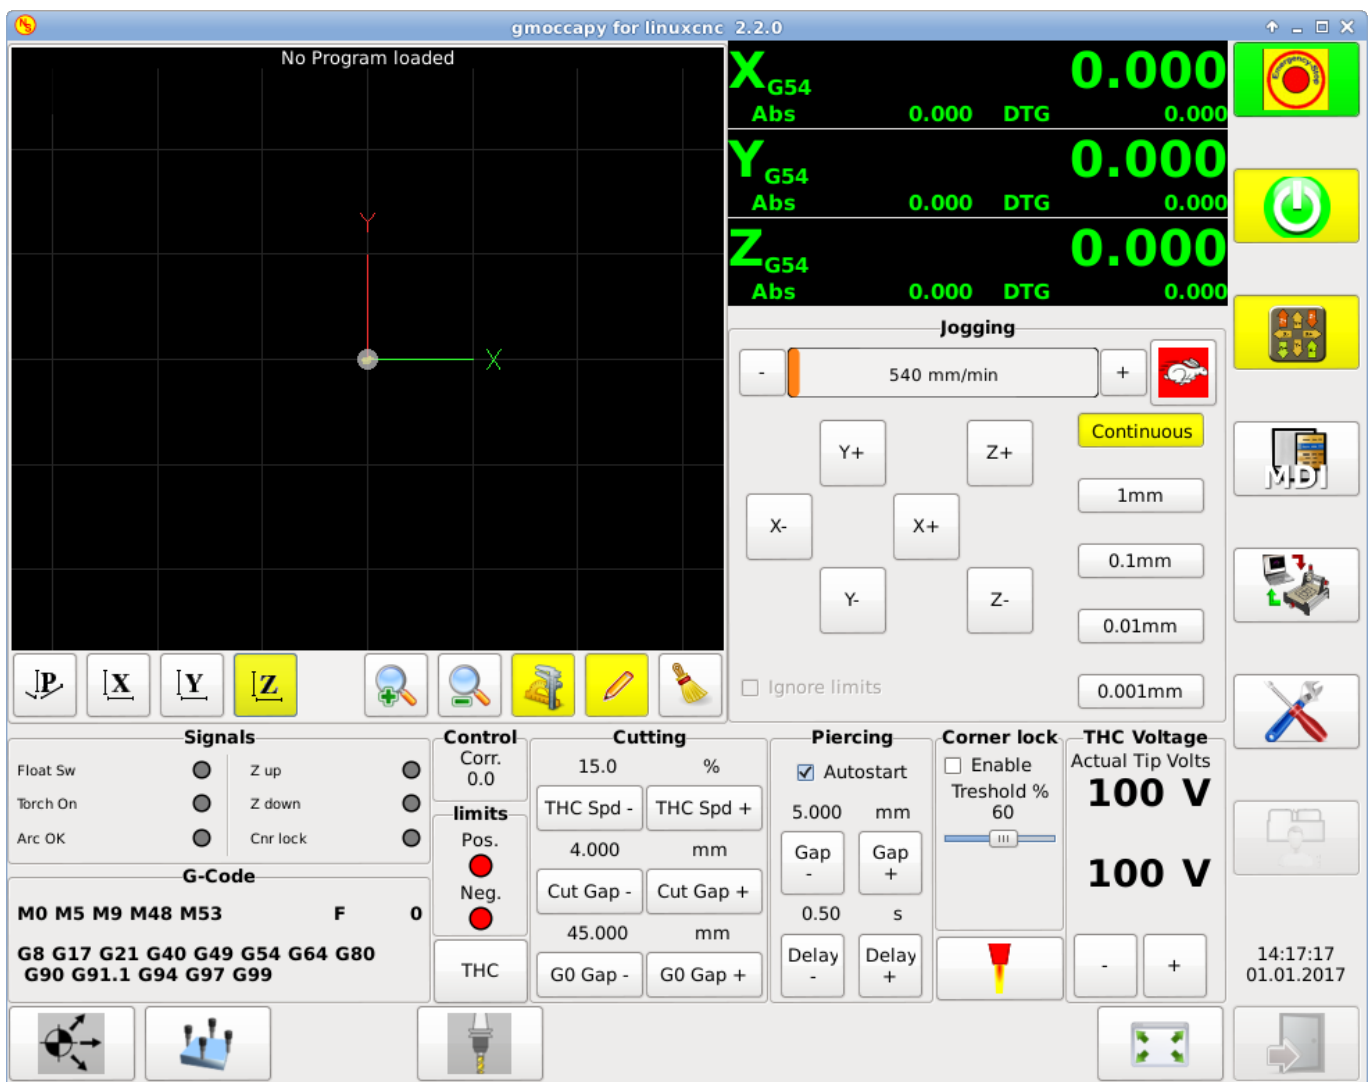 gmoccapy for linuxcnc 2.2.0
No Program loaded
Y
X
X G54 0.000
Abs 0.000 DTG 0.000
Y G54 0.000
Abs 0.000 DTG 0.000
Z G54 0.000
Abs 0.000 DTG 0.000
Emergency-Stop
Jogging
- 540 mm/min +
Continuous
Y+ Z+
1mm
X- X+
0.1mm
Y- Z-
0.01mm
Ignore limits
0.001mm
MDI
P X Y Z
Signals
Float Sw Z up
Torch On Z down
Arc OK Cnr lock
G-Code
M0 M5 M9 M48 M53 F 0
G8 G17 G21 G40 G49 G54 G64 G80
G90 G91.1 G94 G97 G99
Control
Corr.
0.0
limits
Pos.
Neg.
THC
Cutting
15.0 %
THC Spd - THC Spd +
4.000 mm
Cut Gap - Cut Gap +
45.000 mm
G0 Gap - G0 Gap +
Piercing
Autostart
5.000 mm
Gap - Gap +
0.50 s
Delay - Delay +
Corner lock
Enable
Treshold %
60
THC Voltage
Actual Tip Volts
100 V
100 V
- +
14:17:17
01.01.2017